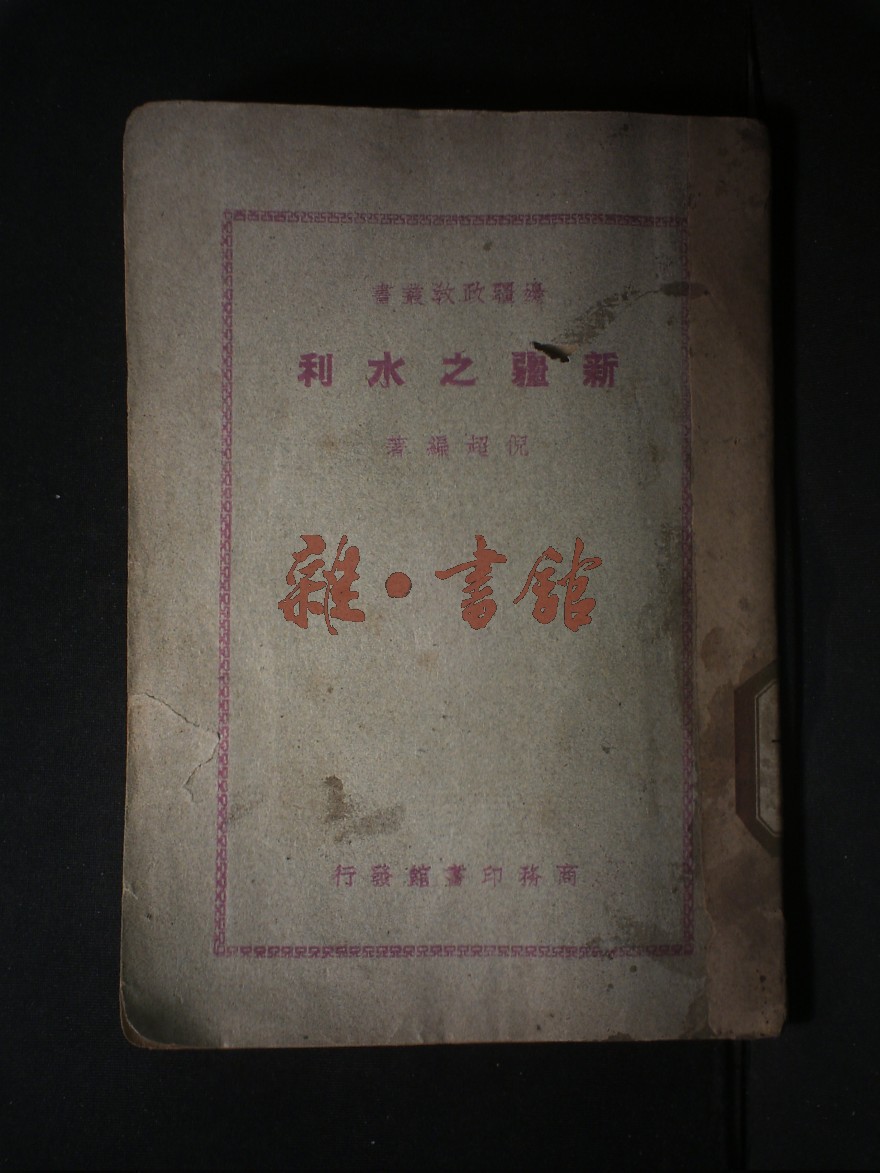 邊疆政教叢書
新疆之水利
倪超編著
雜·書館
商務印書館發行